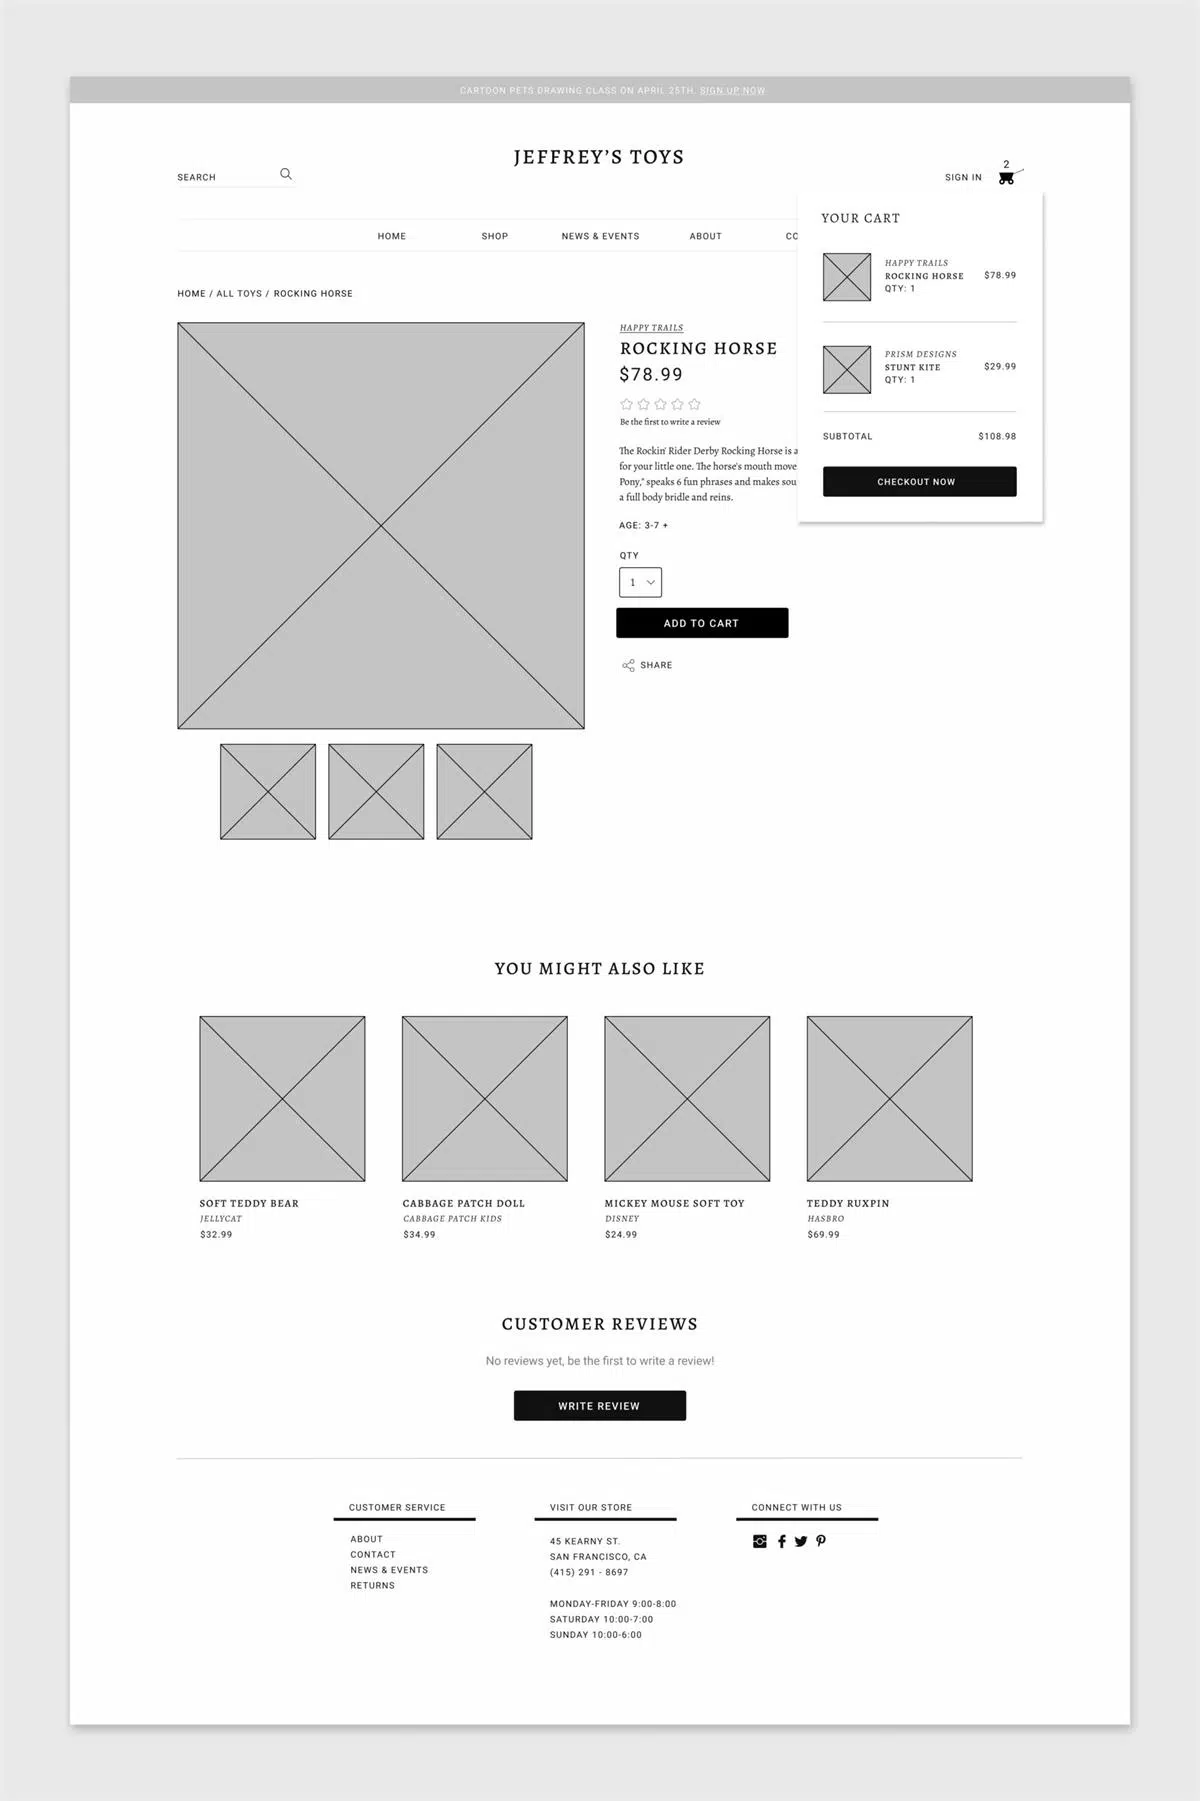 CARTOON PETS DRAWING CLASS ON APRIL 25TH. SIGN UP NOW
JEFFREY'S TOYS
SEARCH
SIGN IN
2
HOME
SHOP
NEWS & EVENTS
ABOUT
CO
YOUR CART
HAPPY TRAILS
ROCKING HORSE
QTY: 1
$78.99
PRISM DESIGNS
STUNT KITE
QTY: 1
$29.99
SUBTOTAL
$108.98
CHECKOUT NOW
HOME / ALL TOYS / ROCKING HORSE
HAPPY TRAILS
ROCKING HORSE
$78.99
Be the first to write a review
The Rockin' Rider Derby Rocking Horse is a
for your little one. The horse's mouth move
Pony," speaks 6 fun phrases and makes sou
a full body bridle and reins.
AGE: 3-7 +
QTY
1
ADD TO CART
SHARE
YOU MIGHT ALSO LIKE
SOFT TEDDY BEAR
JELLYCAT
$32.99
CABBAGE PATCH DOLL
CABBAGE PATCH KIDS
$34.99
MICKEY MOUSE SOFT TOY
DISNEY
$24.99
TEDDY RUXPIN
HASBRO
$69.99
CUSTOMER REVIEWS
No reviews yet, be the first to write a review!
WRITE REVIEW
CUSTOMER SERVICE
ABOUT
CONTACT
NEWS & EVENTS
RETURNS
VISIT OUR STORE
45 KEARNY ST.
SAN FRANCISCO, CA
(415) 291 - 8697
MONDAY-FRIDAY 9:00-8:00
SATURDAY 10:00-7:00
SUNDAY 10:00-6:00
CONNECT WITH US